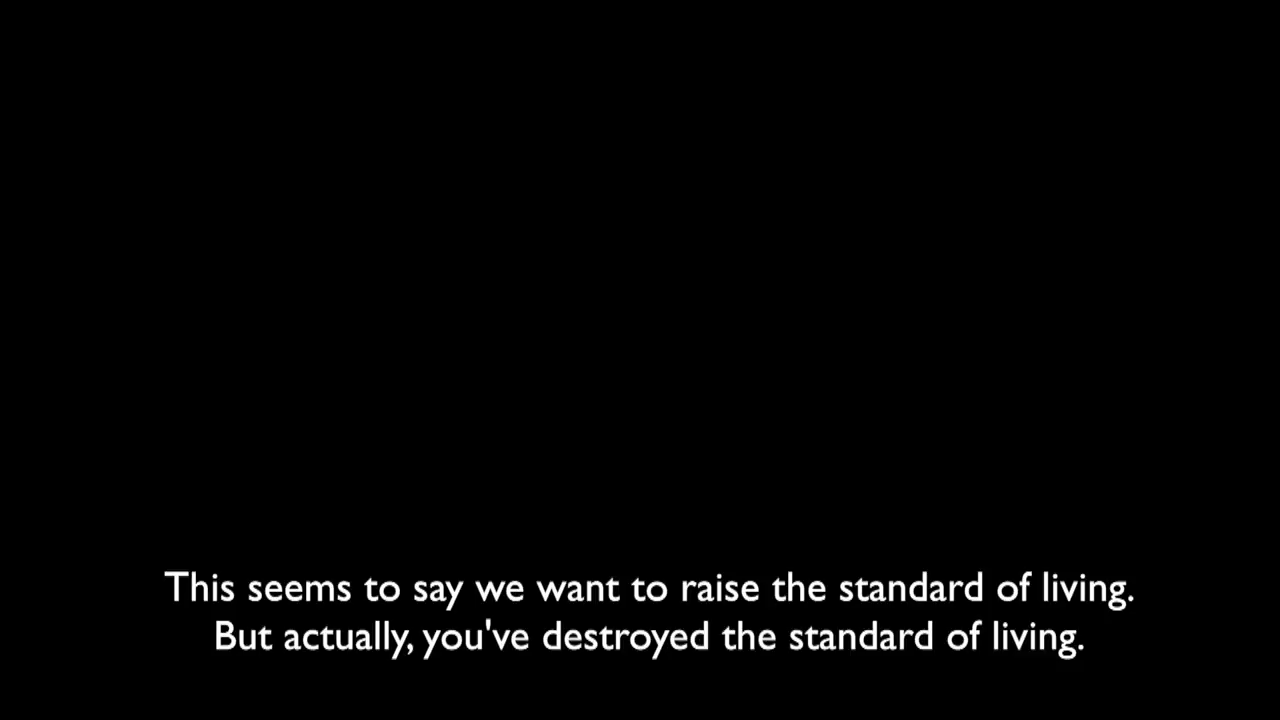 This seems to say we want to raise the standard of living.
But actually, you've destroyed the standard of living.